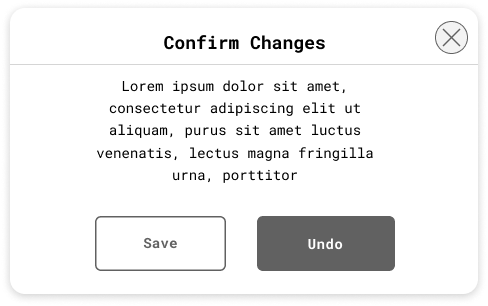 Confirm Changes
Lorem ipsum dolor sit amet,
consectetur adipiscing elit ut
aliquam, purus sit amet luctus
venenatis, lectus magna fringilla
urna, porttitor
Save
Undo